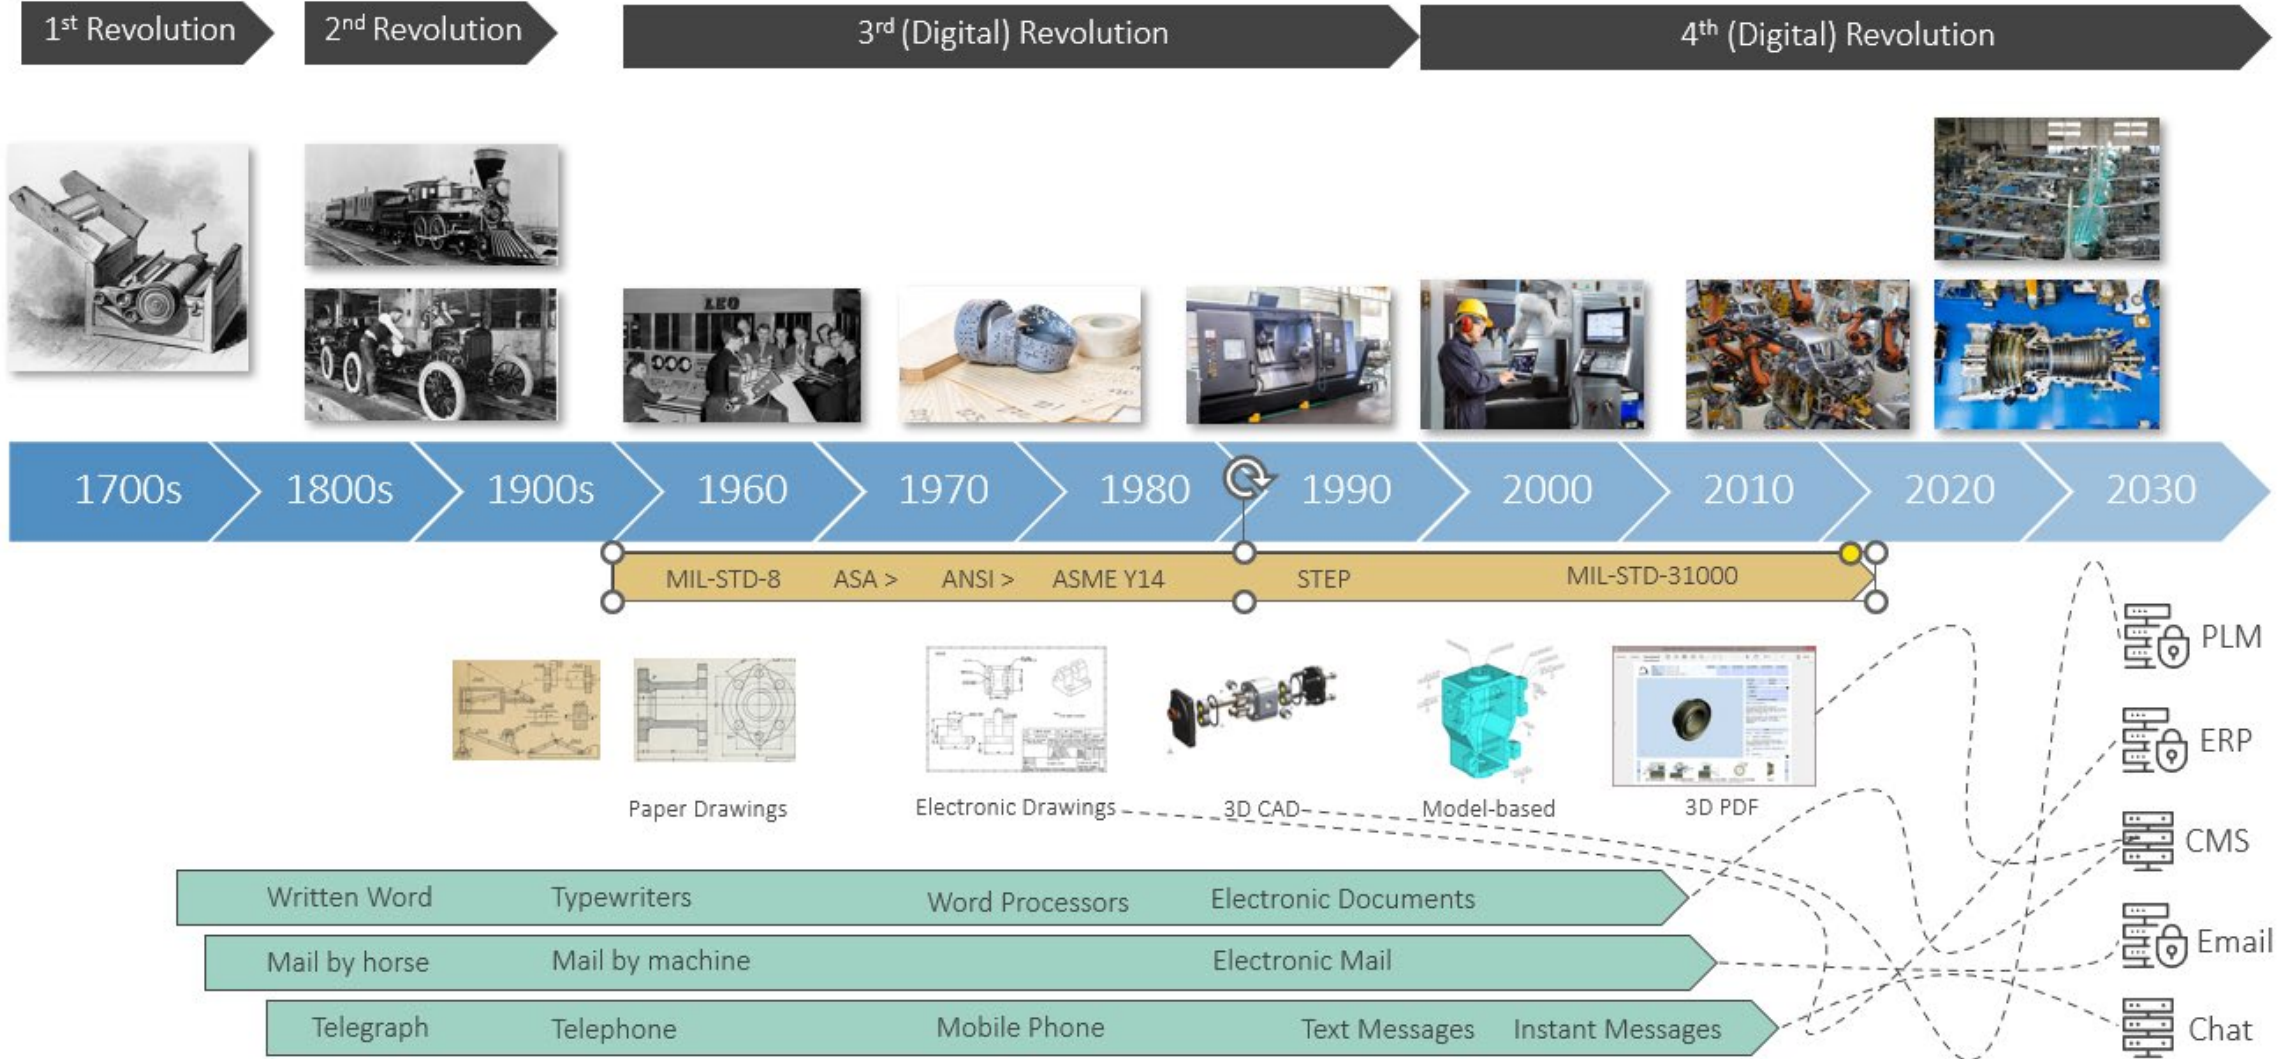 1st Revolution
2nd Revolution
3rd (Digital) Revolution
4th (Digital) Revolution
LEO
1700s
1800s
1900s
1960
1970
1980
1990
2000
2010
2020
2030
MIL-STD-8
ASA >
ANSI >
ASME Y14
STEP
MIL-STD-31000
Paper Drawings
Electronic Drawings
3D CAD
Model-based
3D PDF
Written Word
Typewriters
Word Processors
Electronic Documents
Mail by horse
Mail by machine
Electronic Mail
Telegraph
Telephone
Mobile Phone
Text Messages
Instant Messages
PLM
ERP
CMS
Email
Chat